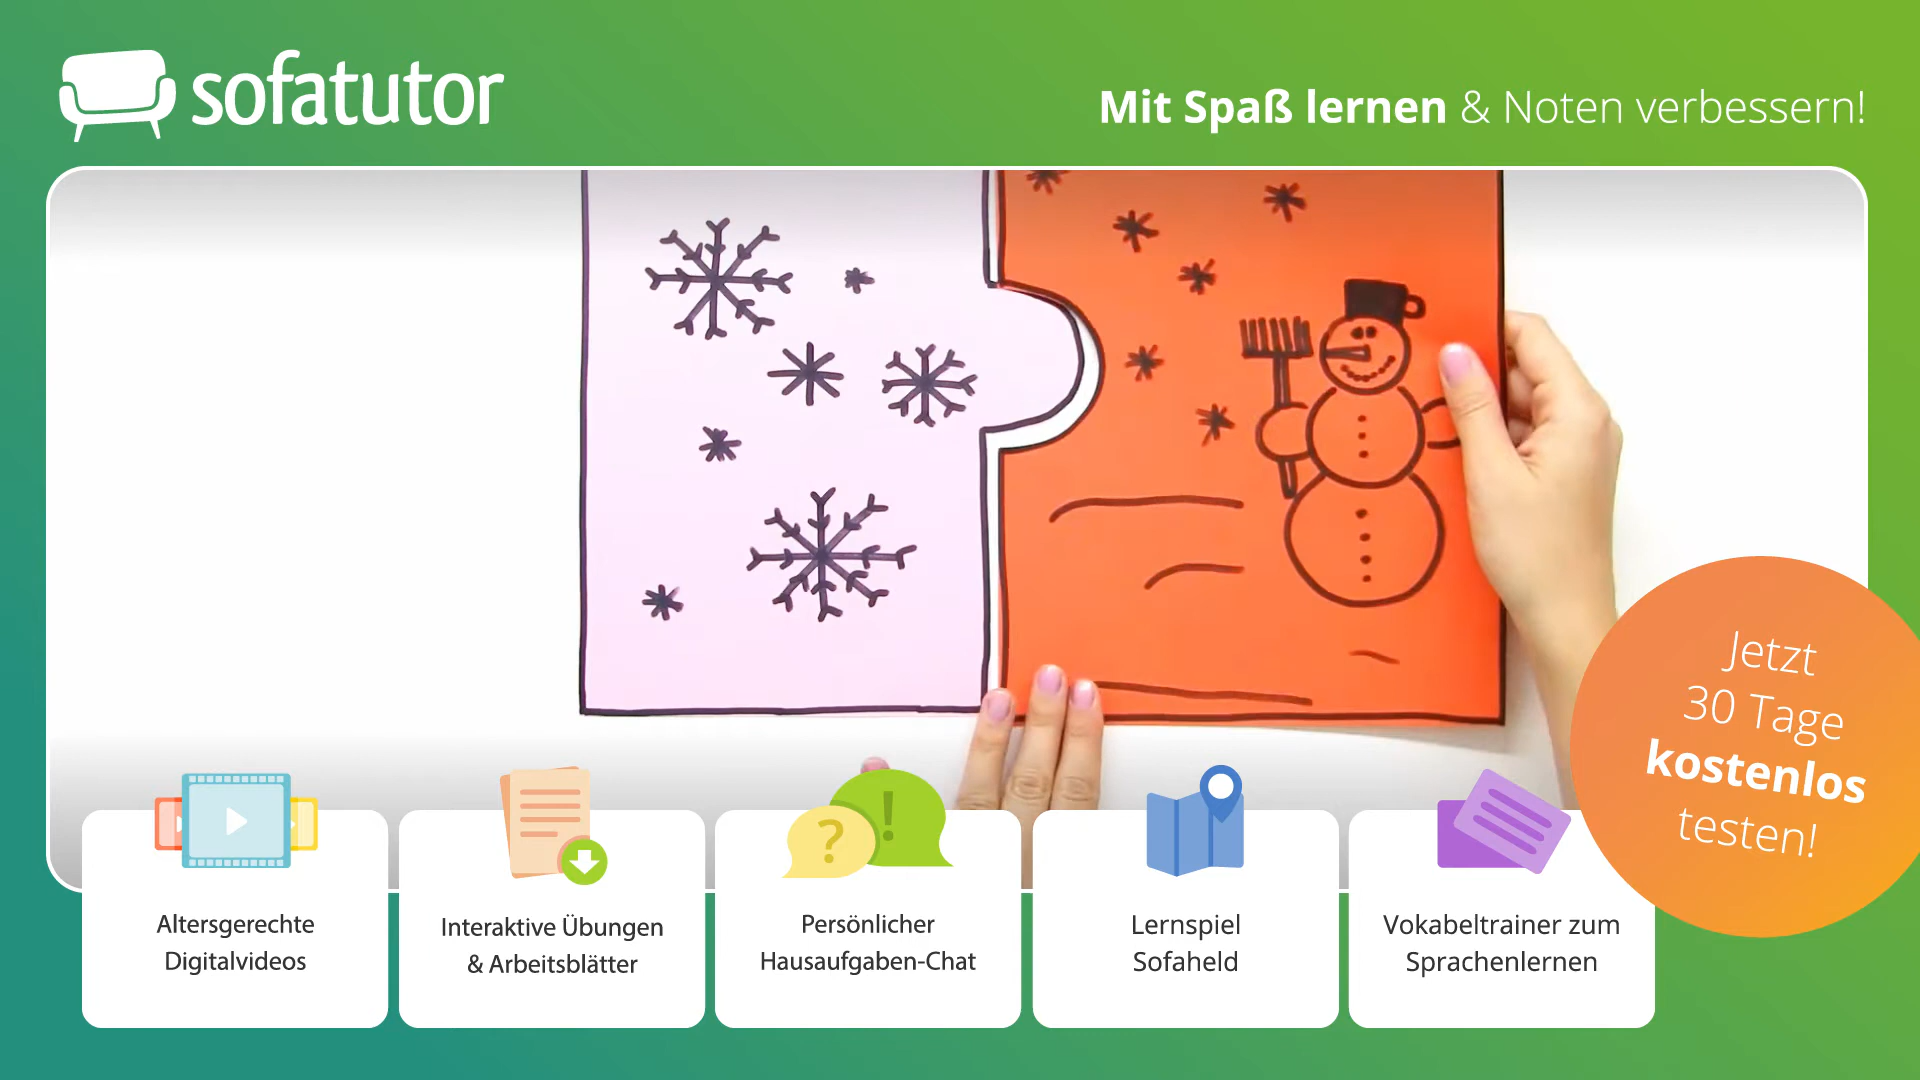 sofatutor
Mit Spaß lernen & Noten verbessern!
Jetzt
30 Tage
kostenlos
testen!
?
!
Altersgerechte
Digitalvideos
Interaktive Übungen
& Arbeitsblätter
Persönlicher
Hausaufgaben-Chat
Lernspiel
Sofaheld
Vokabeltrainer zum
Sprachenlernen